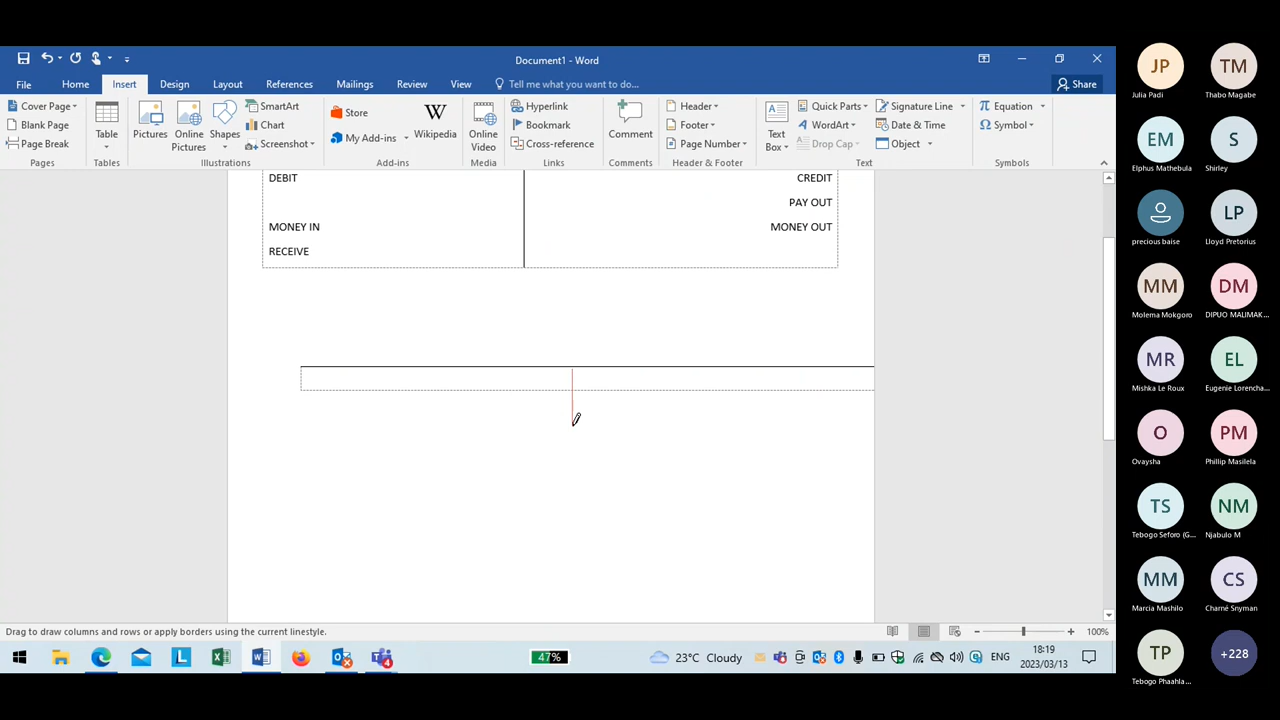 Document1 - Word
File Home Insert Design Layout References Mailings Review View Tell me what you want to do... Share
Cover Page
Blank Page
Page Break
Pages
Table
Tables
Pictures
Online
Pictures
Shapes
SmartArt
Chart
Screenshot
Illustrations
Store
My Add-ins
Wikipedia
Add-ins
Online
Video
Media
Hyperlink
Bookmark
Cross-reference
Links
Comment
Comments
Header
Footer
Page Number
Header & Footer
Text
Box
Quick Parts
WordArt
Drop Cap
Signature Line
Date & Time
Object
Text
Equation
Symbol
Symbols
DEBIT CREDIT
PAY OUT
MONEY IN MONEY OUT
RECEIVE
Drag to draw columns and rows or apply borders using the current linestyle.
100%
47%
23°C Cloudy
ENG
18:19
2023/03/13
4
JP
Julia Padi
TM
Thabo Magabe
EM
Elphus Mathebula
S
Shirley
precious baise
LP
Lloyd Pretorius
MM
Molema Mokgoro
DM
DIPUO MALIMAK...
MR
Mishka Le Roux
EL
Eugenie Lorencha...
O
Ovaysha
PM
Phillip Masilela
TS
Tebogo Seforo (G...
NM
Njabulo M
MM
Marcia Mashilo
CS
Charné Snyman
TP
Tebogo Phaahla...
+228